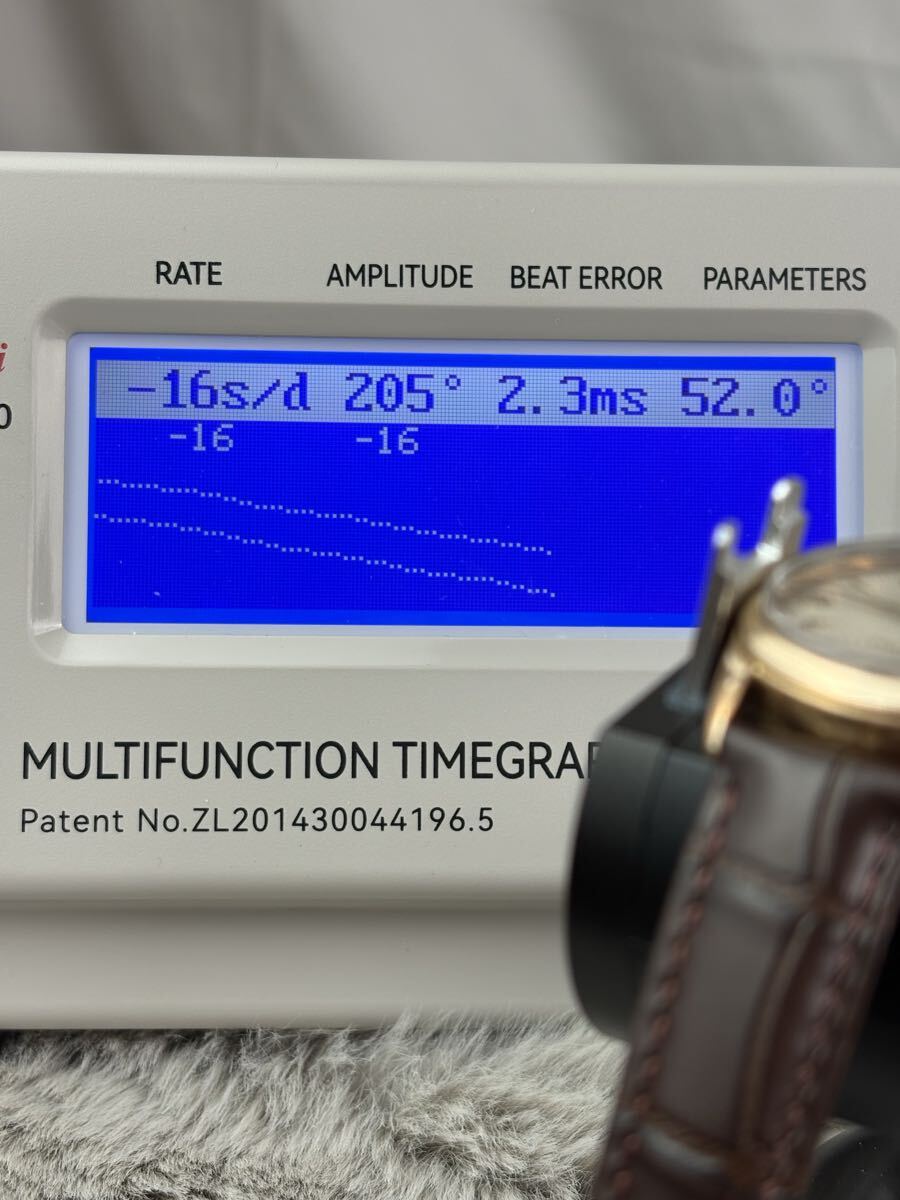 RATE AMPLITUDE BEAT ERROR PARAMETERS
-16s/d 205° 2.3ms 52.0°
-16 -16
MULTIFUNCTION TIMEGRA
Patent No.ZL201430044196.5